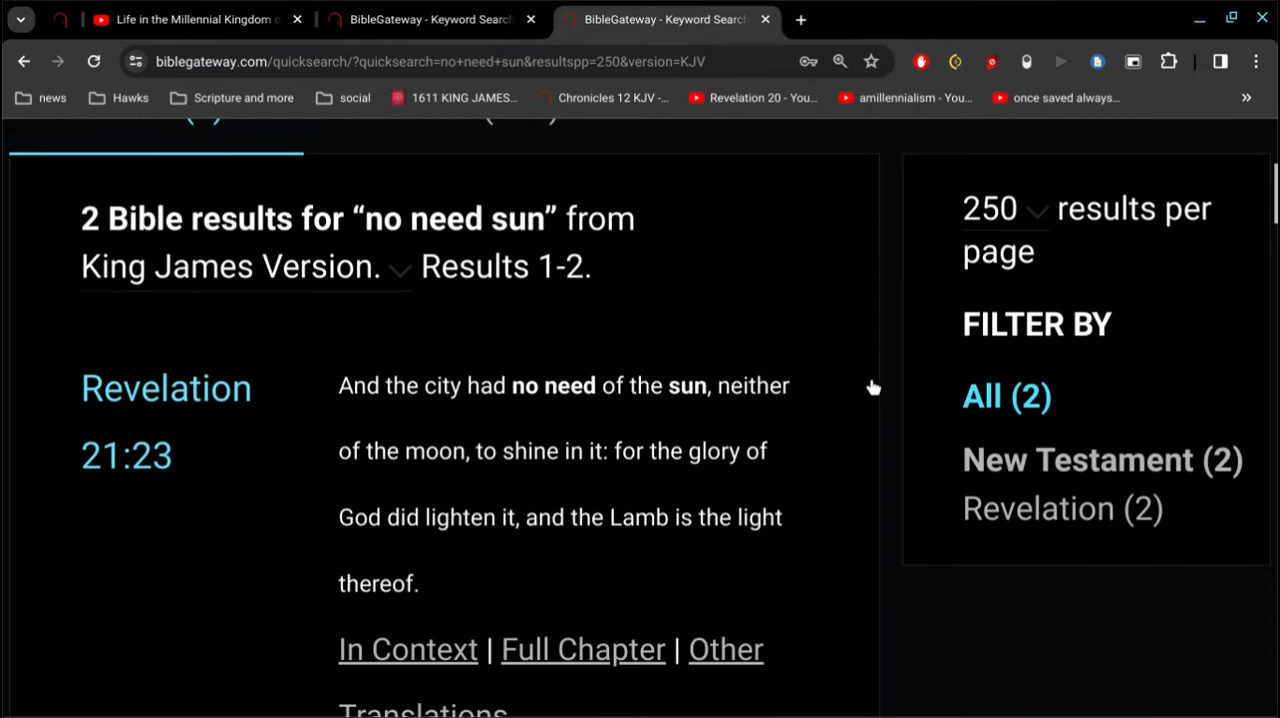 Life in the Millennial Kingdom o
BibleGateway - Keyword Search
BibleGateway - Keyword Search
biblegateway.com/quicksearch/?quicksearch=no+need+sun&resultspp=250&version=KJV
news
Hawks
Scripture and more
social
1611 KING JAMES...
Chronicles 12 KJV -...
Revelation 20 - You...
amillennialism - You...
once saved always...
2 Bible results for “no need sun” from
King James Version. Results 1-2.
Revelation
21:23
And the city had no need of the sun, neither
of the moon, to shine in it: for the glory of
God did lighten it, and the Lamb is the light
thereof.
In Context | Full Chapter | Other
Translations
250 results per
page
FILTER BY
All (2)
New Testament (2)
Revelation (2)